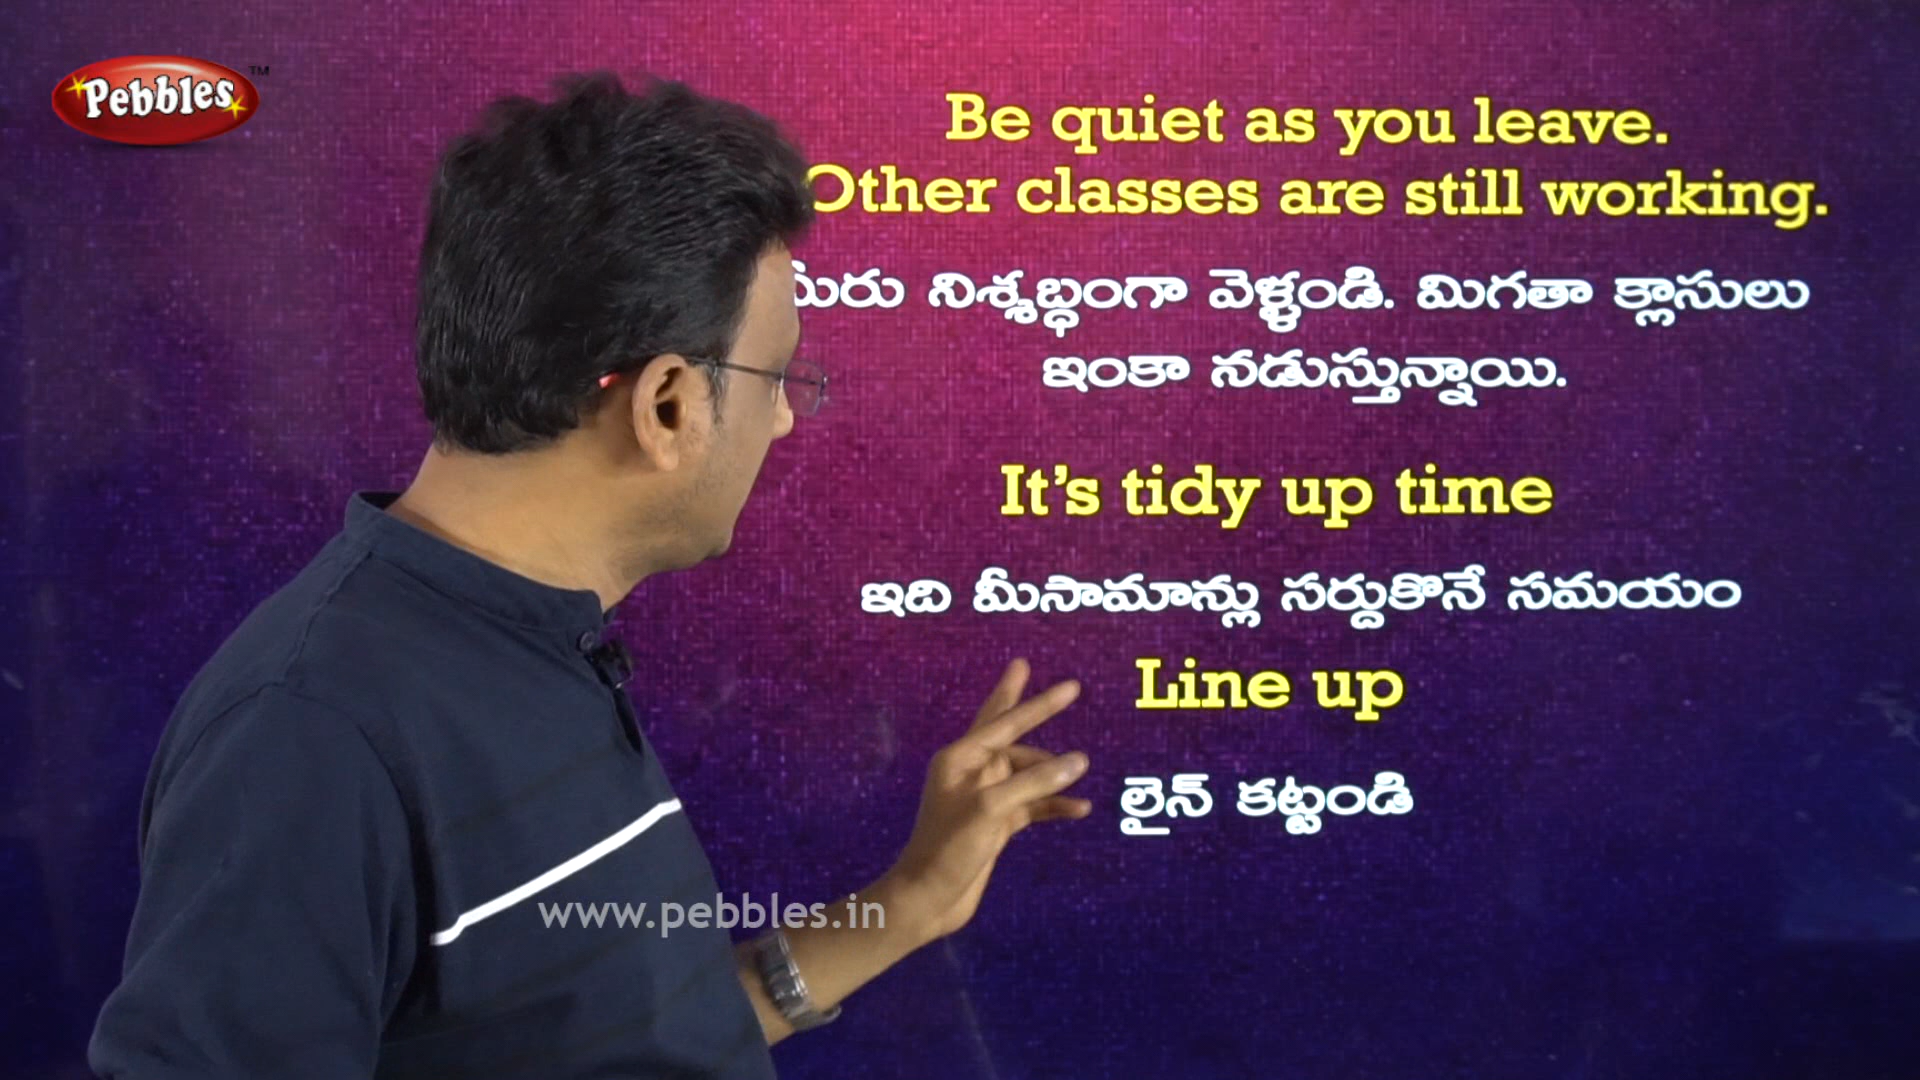 Pebbles TM
Be quiet as you leave.
Other classes are still working.
మీరు నిశ్శబ్ధంగా వెళ్ళండి. మిగతా క్లాసులు
ఇంకా నడుస్తున్నాయి.
It's tidy up time
ఇది మీసామాన్లు సర్దుకొనే సమయం
Line up
లైన్ కట్టండి
www.pebbles.in